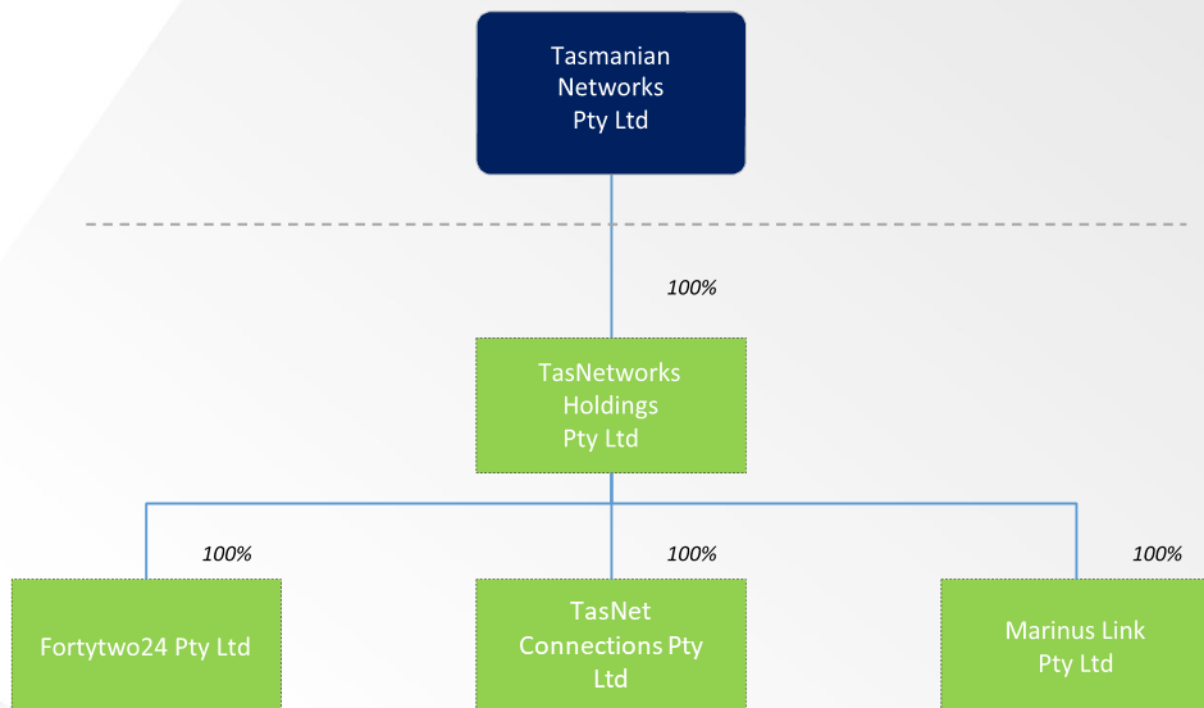 Tasmanian
Networks
Pty Ltd
100%
TasNetworks
Holdings
Pty Ltd
100%
100%
100%
Fortytwo24 Pty Ltd
TasNet
Connections Pty
Ltd
Marinus Link
Pty Ltd